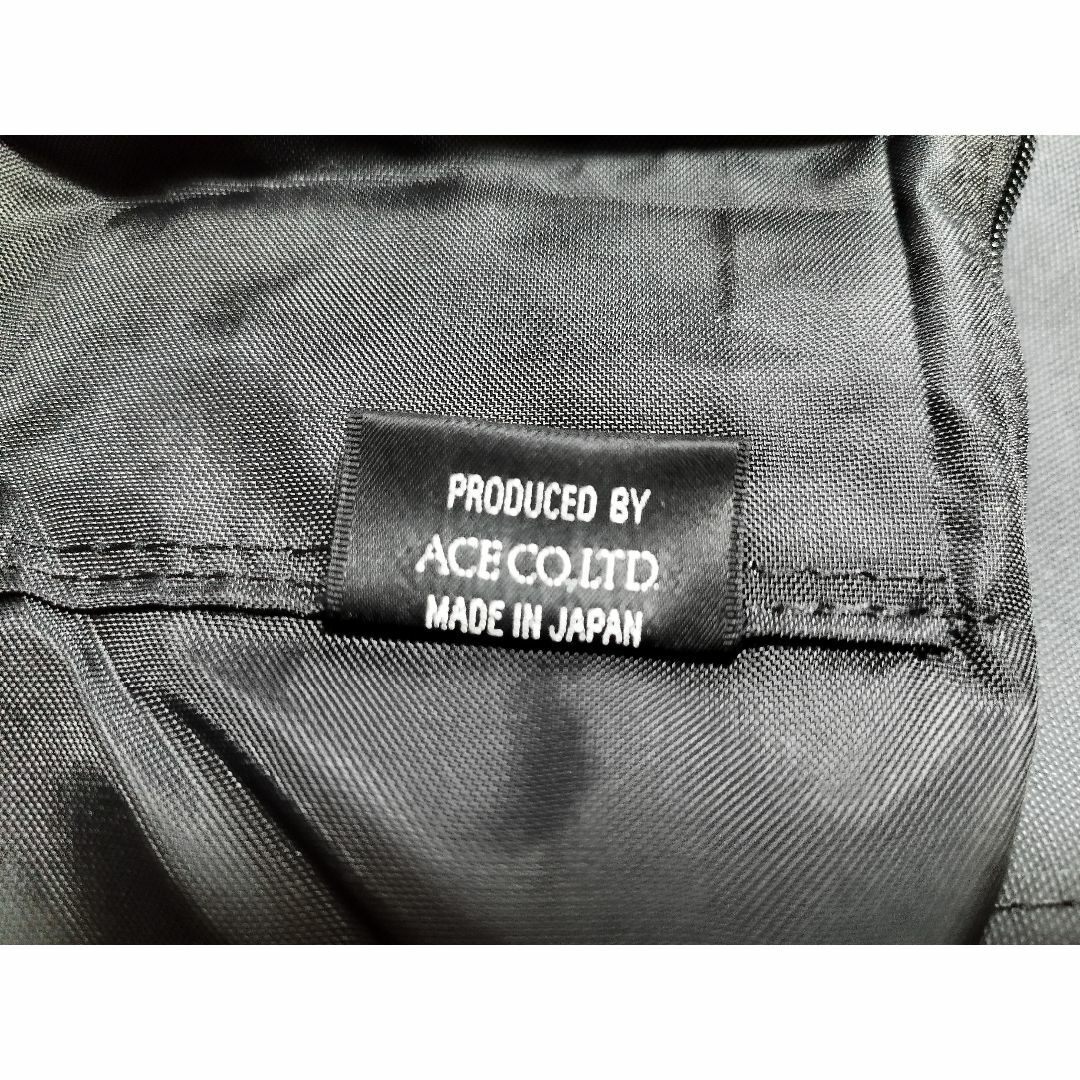 PRODUCED BY
ACE CO.,LTD.
MADE IN JAPAN